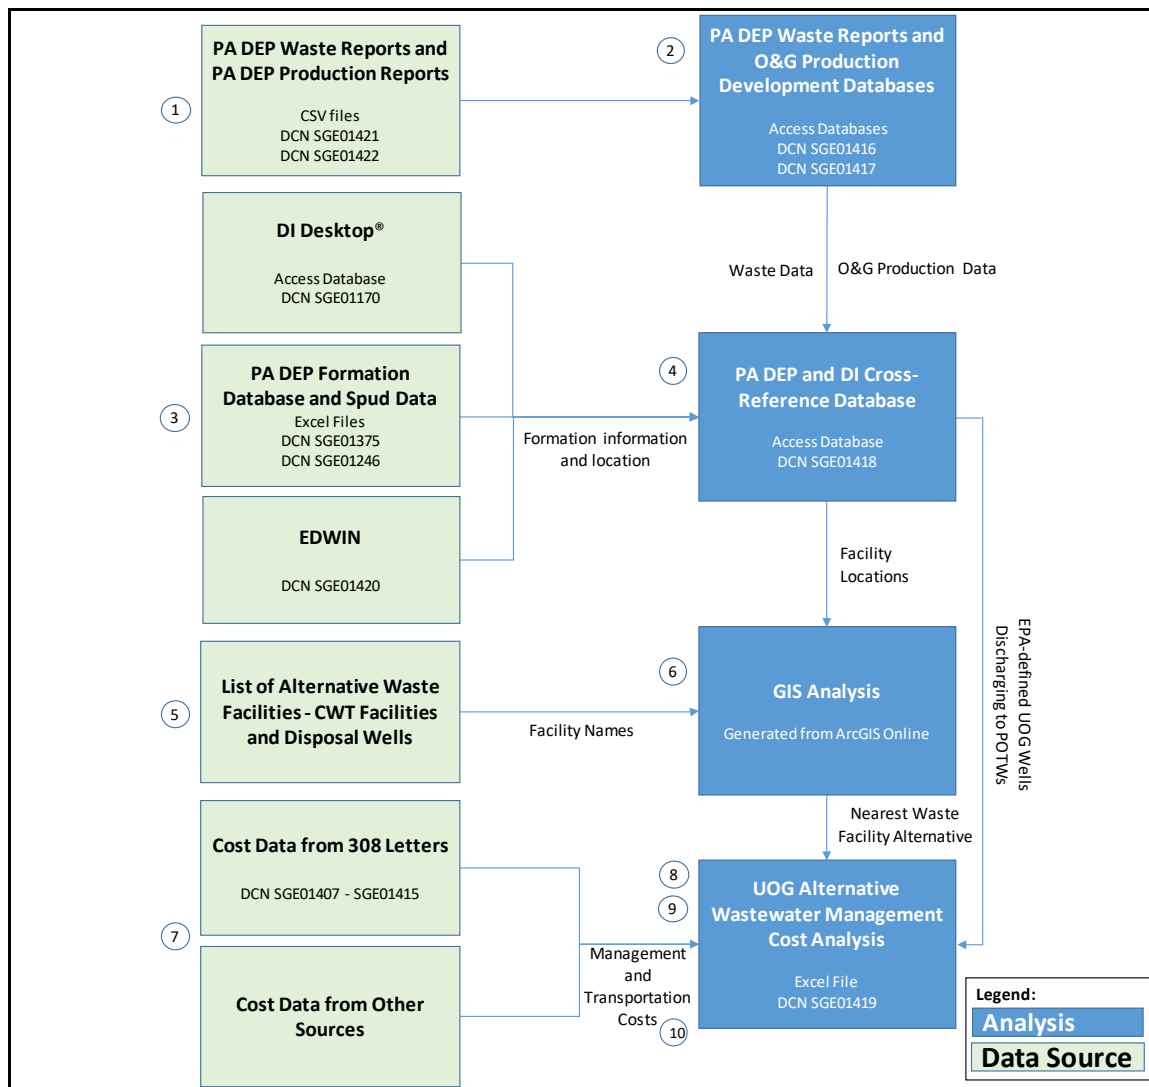 PA DEP Waste Reports and
PA DEP Production Reports
CSV files
DCN SGE01421
DCN SGE01422
1
2
PA DEP Waste Reports and
O&G Production
Development Databases
Access Databases
DCN SGE01416
DCN SGE01417
DI Desktop®
Access Database
DCN SGE01170
Waste Data
O&G Production Data
PA DEP Formation
Database and Spud Data
Excel Files
DCN SGE01375
DCN SGE01246
3
Formation information
and location
4
PA DEP and DI Cross-
Reference Database
Access Database
DCN SGE01418
EDWIN
DCN SGE01420
Facility
Locations
EPA-defined UOG Wells
Discharging to POTWs
List of Alternative Waste
Facilities - CWT Facilities
and Disposal Wells
5
Facility Names
6
GIS Analysis
Generated from ArcGIS Online
Nearest Waste
Facility Alternative
Cost Data from 308 Letters
DCN SGE01407 - SGE01415
7
Cost Data from Other
Sources
Management
and
Transportation
Costs
8
9
10
UOG Alternative
Wastewater Management
Cost Analysis
Excel File
DCN SGE01419
Legend:
Analysis
Data Source